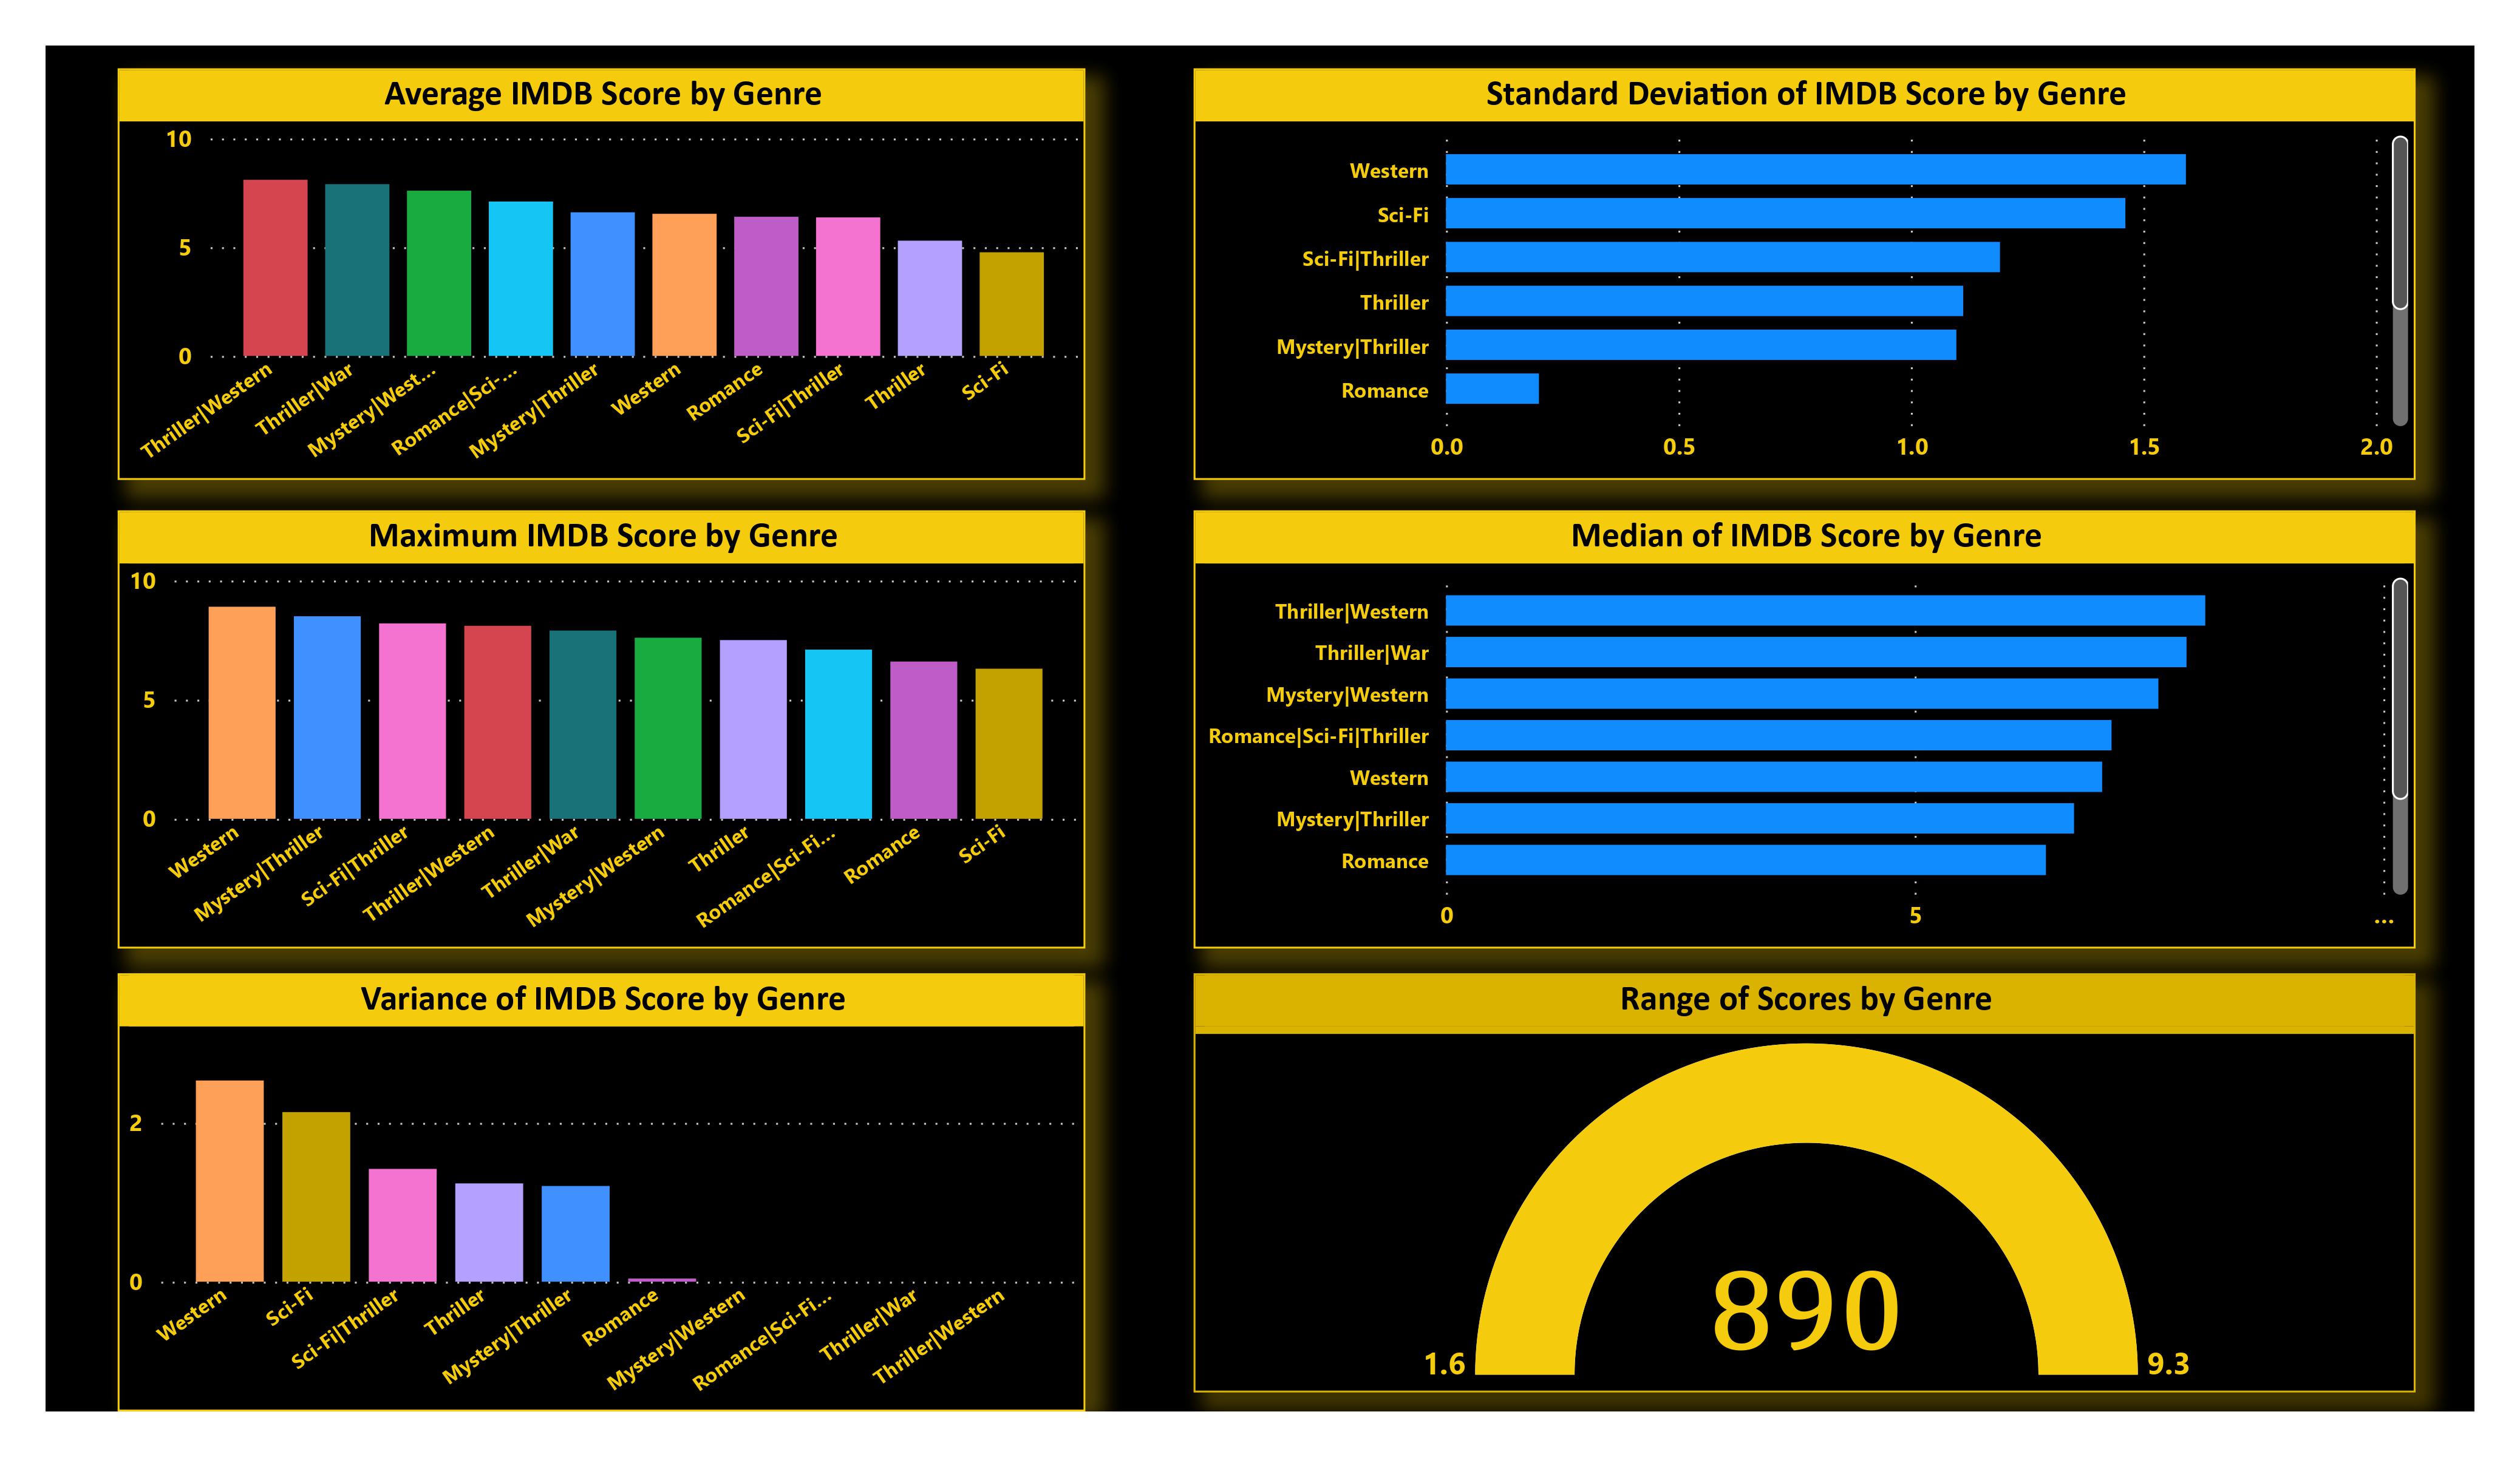 Average IMDB Score by Genre
10
5
0
Thriller|Western
Thriller|War
Mystery|West...
Romance|Sci-...
Mystery|Thriller
Western
Romance
Sci-Fi|Thriller
Thriller
Sci-Fi
Standard Deviation of IMDB Score by Genre
Western
Sci-Fi
Sci-Fi|Thriller
Thriller
Mystery|Thriller
Romance
0.0 0.5 1.0 1.5 2.0
Maximum IMDB Score by Genre
10
5
0
Western
Mystery|Thriller
Sci-Fi|Thriller
Thriller|Western
Thriller|War
Mystery|Western
Thriller
Romance|Sci-Fi...
Romance
Sci-Fi
Median of IMDB Score by Genre
Thriller|Western
Thriller|War
Mystery|Western
Romance|Sci-Fi|Thriller
Western
Mystery|Thriller
Romance
0 5 ...
Variance of IMDB Score by Genre
2
0
Western
Sci-Fi
Sci-Fi|Thriller
Thriller
Mystery|Thriller
Romance
Mystery|Western
Romance|Sci-Fi...
Thriller|War
Thriller|Western
Range of Scores by Genre
890
1.6 9.3